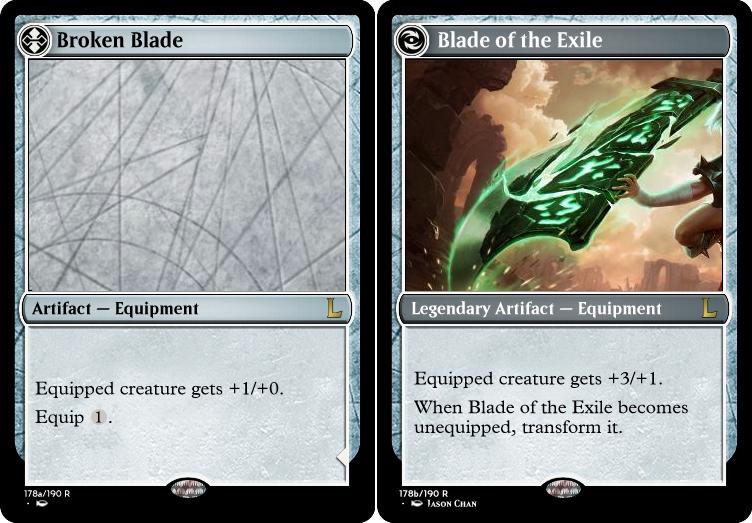 Broken Blade
Artifact — Equipment
L
Equipped creature gets +1/+0.
Equip 1.
178a/190 R
Blade of the Exile
Legendary Artifact — Equipment
L
Equipped creature gets +3/+1.
When Blade of the Exile becomes
unequipped, transform it.
178b/190 R
Jason Chan